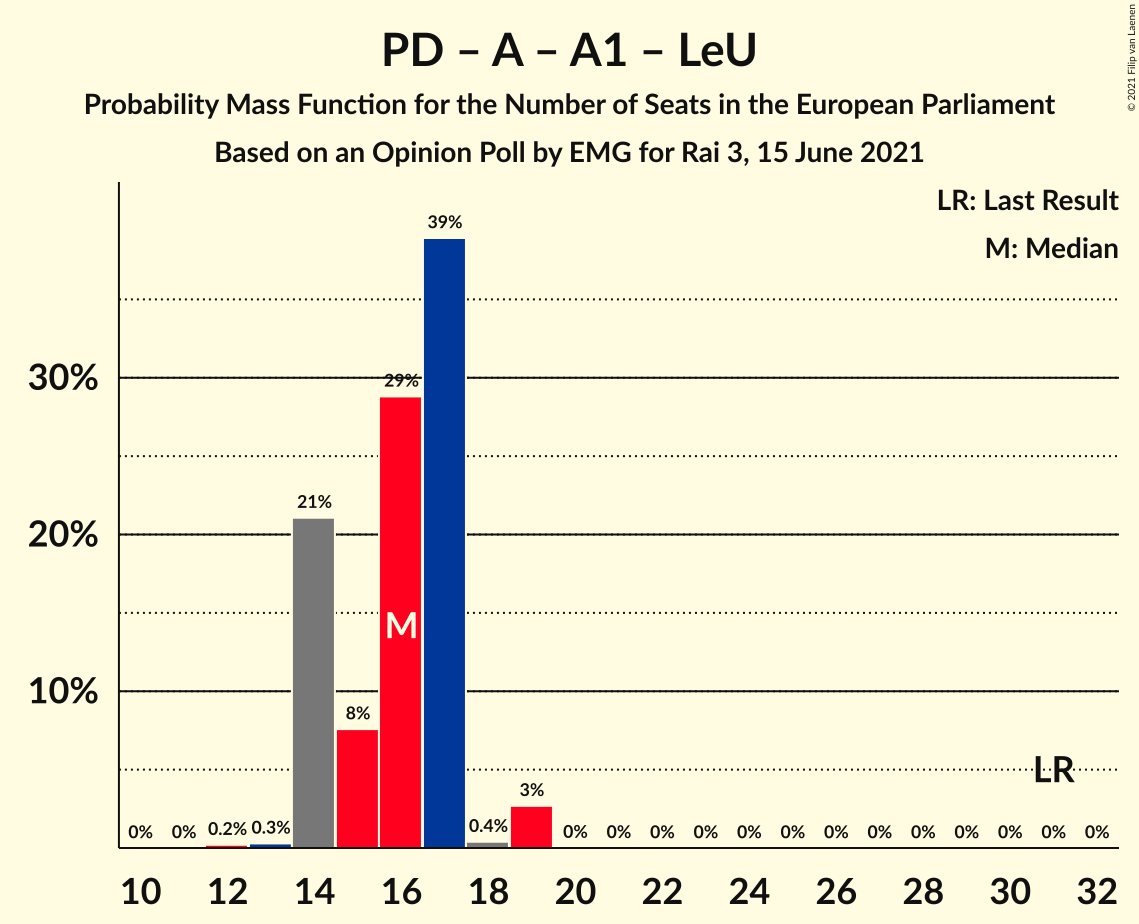 PD – A – A1 – LeU
Probability Mass Function for the Number of Seats in the European Parliament
Based on an Opinion Poll by EMG for Rai 3, 15 June 2021
© 2021 Filip van Laenen
LR: Last Result
M: Median
39%
30%
29%
21%
20%
M
10%
8%
LR
3%
0% 0% 0.2% 0.3% 0.4% 0% 0% 0% 0% 0% 0% 0% 0% 0% 0% 0% 0% 0%
10 12 14 16 18 20 22 24 26 28 30 32